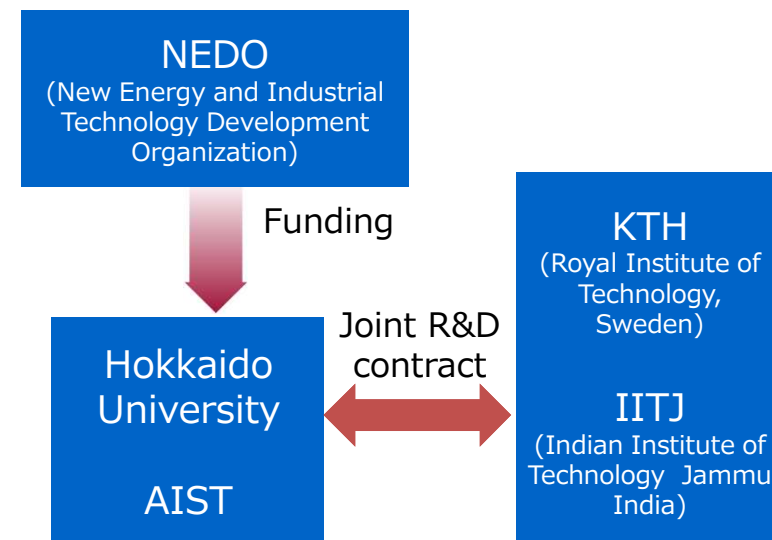 NEDO
(New Energy and Industrial
Technology Development
Organization)
Funding
Hokkaido
University
AIST
Joint R&D
contract
KTH
(Royal Institute of
Technology,
Sweden)
IITJ
(Indian Institute of
Technology Jammu
India)